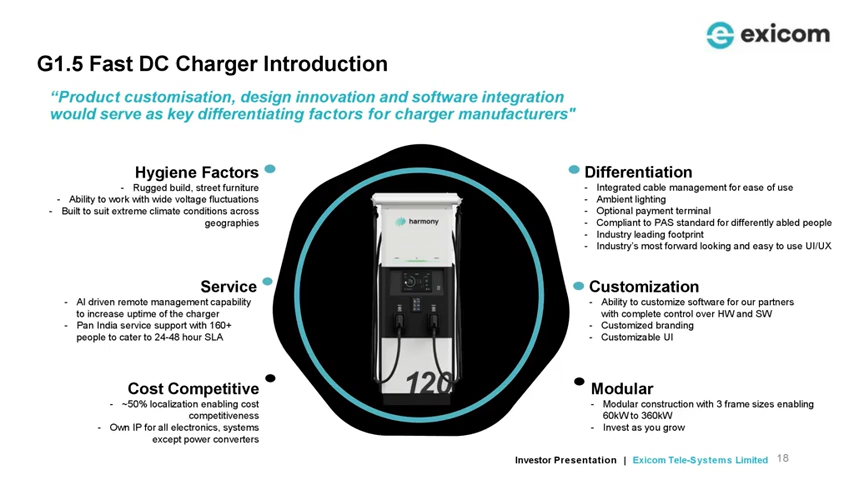 exicom
G1.5 Fast DC Charger Introduction
“Product customisation, design innovation and software integration
would serve as key differentiating factors for charger manufacturers"
Hygiene Factors
- Rugged build, street furniture
- Ability to work with wide voltage fluctuations
- Built to suit extreme climate conditions across
geographies
Service
- AI driven remote management capability
to increase uptime of the charger
- Pan India service support with 160+
people to cater to 24-48 hour SLA
Cost Competitive
- ~50% localization enabling cost
competitiveness
- Own IP for all electronics, systems
except power converters
harmony
120
Differentiation
- Integrated cable management for ease of use
- Ambient lighting
- Optional payment terminal
- Compliant to PAS standard for differently abled people
- Industry leading footprint
- Industry’s most forward looking and easy to use UI/UX
Customization
- Ability to customize software for our partners
with complete control over HW and SW
- Customized branding
- Customizable UI
Modular
- Modular construction with 3 frame sizes enabling
60kW to 360kW
- Invest as you grow
Investor Presentation | Exicom Tele-Systems Limited 18